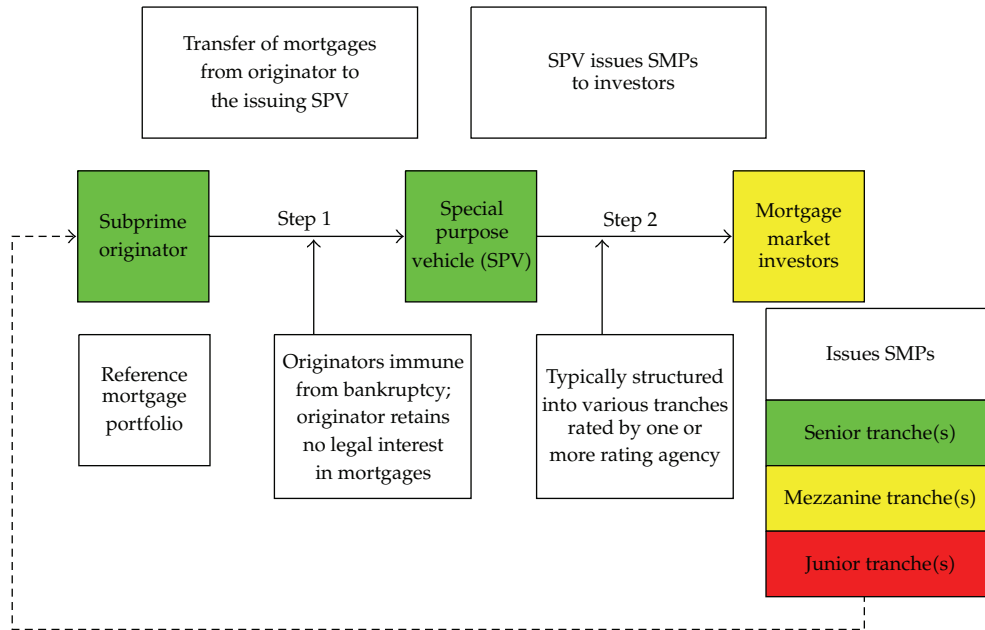 Transfer of mortgages
from originator to
the issuing SPV
SPV issues SMPs
to investors
Subprime
originator
Step 1
Special
purpose
vehicle (SPV)
Step 2
Mortgage
market
investors
Reference
mortgage
portfolio
Originators immune
from bankruptcy;
originator retains
no legal interest
in mortgages
Typically structured
into various tranches
rated by one or
more rating agency
Issues SMPs
Senior tranche(s)
Mezzanine tranche(s)
Junior tranche(s)